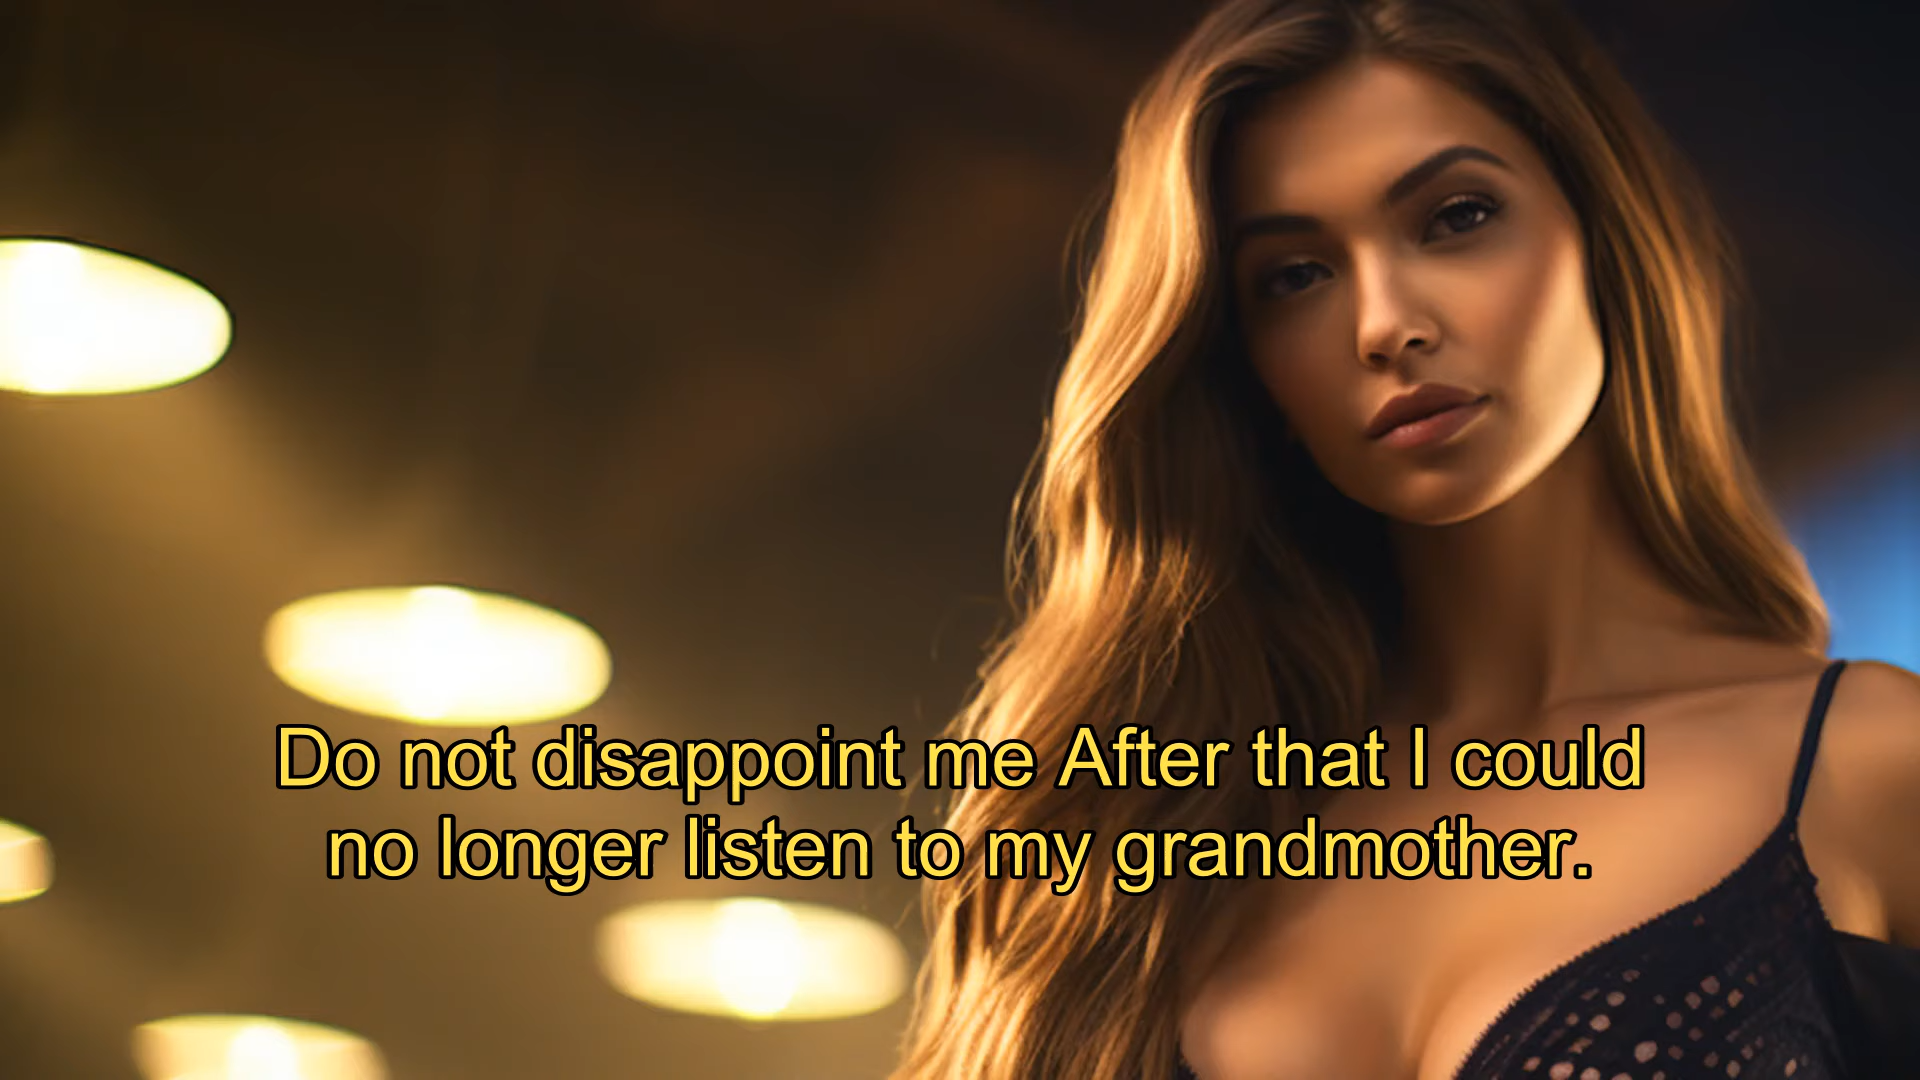 Do not disappoint me After that I could
no longer listen to my grandmother.